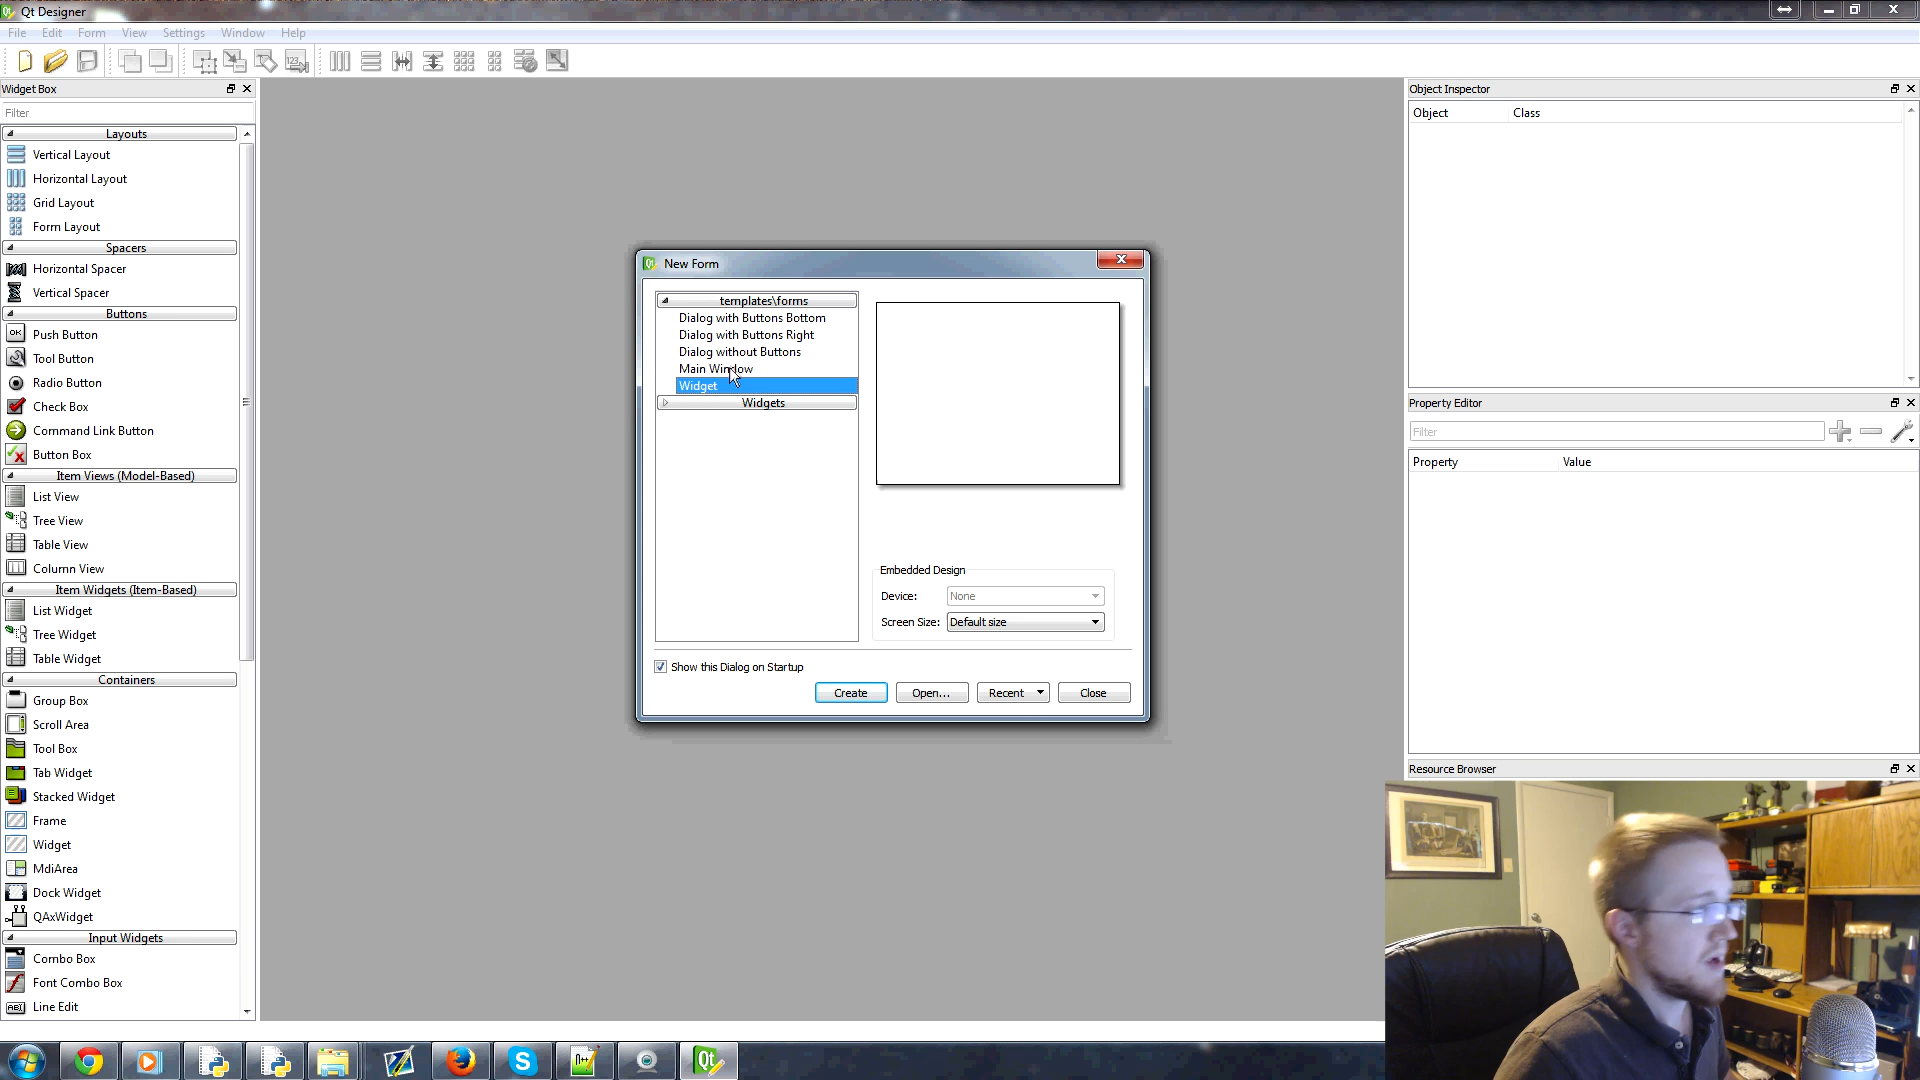 Qt Designer
File Edit Form View Settings Window Help
Widget Box
Filter
Layouts
Vertical Layout
Horizontal Layout
Grid Layout
Form Layout
Spacers
Horizontal Spacer
Vertical Spacer
Buttons
Push Button
Tool Button
Radio Button
Check Box
Command Link Button
Button Box
Item Views (Model-Based)
List View
Tree View
Table View
Column View
Item Widgets (Item-Based)
List Widget
Tree Widget
Table Widget
Containers
Group Box
Scroll Area
Tool Box
Tab Widget
Stacked Widget
Frame
Widget
MdiArea
Dock Widget
QAxWidget
Input Widgets
Combo Box
Font Combo Box
Line Edit
New Form
templates\forms
Dialog with Buttons Bottom
Dialog with Buttons Right
Dialog without Buttons
Main Window
Widget
Widgets
Embedded Design
Device: None
Screen Size: Default size
Show this Dialog on Startup
Create Open... Recent Close
Object Inspector
Object Class
Property Editor
Filter
Property Value
Resource Browser